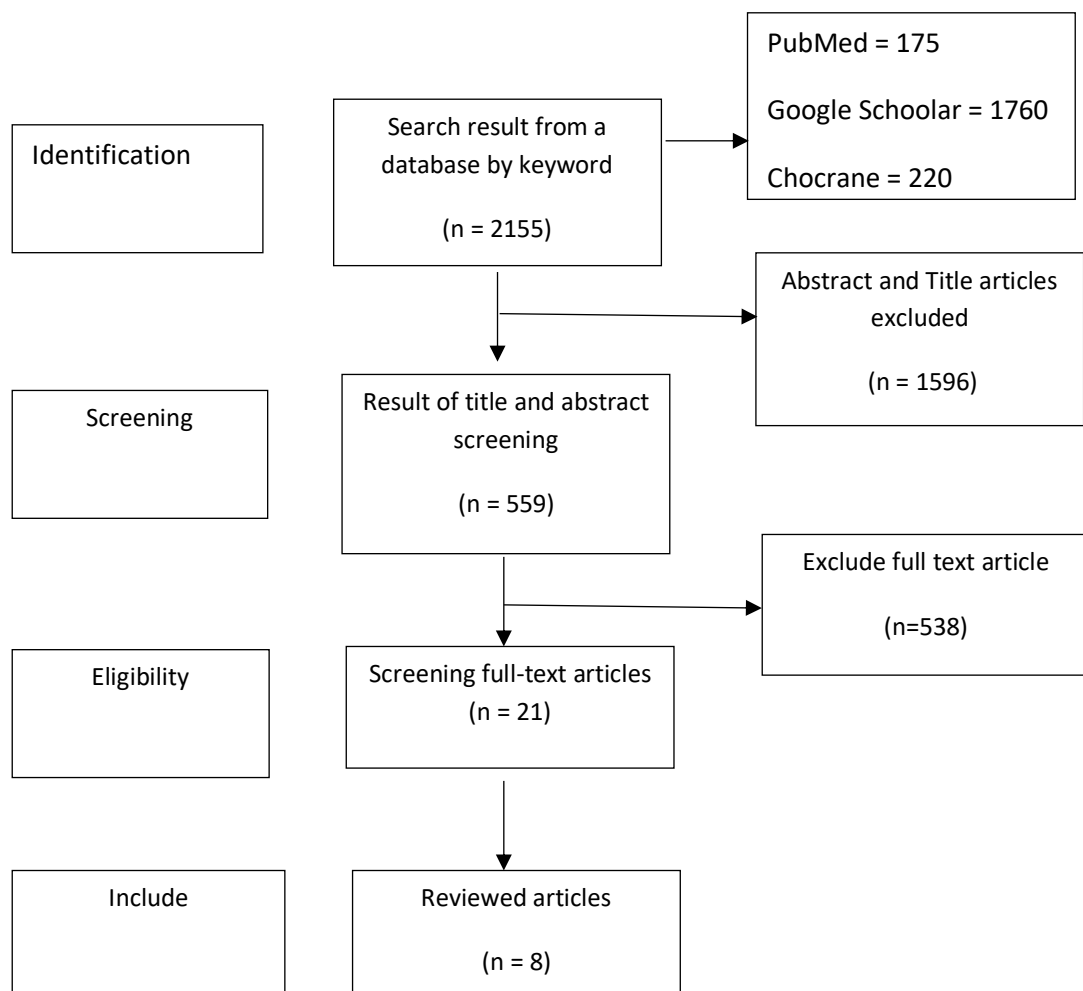 Identification
Search result from a
database by keyword
(n = 2155)
PubMed = 175
Google Schoolar = 1760
Chocrane = 220
Abstract and Title articles
excluded
(n = 1596)
Screening
Result of title and abstract
screening
(n = 559)
Exclude full text article
(n=538)
Eligibility
Screening full-text articles
(n = 21)
Include
Reviewed articles
(n = 8)